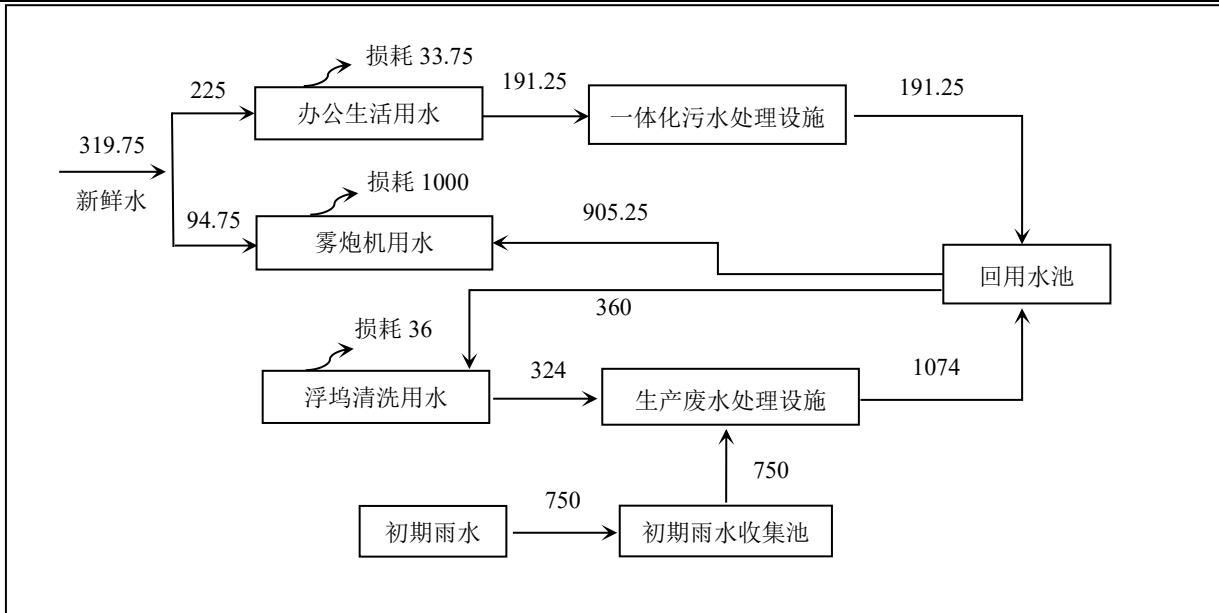 损耗 33.75
225
办公生活用水
191.25
一体化污水处理设施
191.25
319.75
新鲜水
损耗 1000
94.75
雾炮机用水
905.25
回用水池
360
损耗 36
浮坞清洗用水
324
生产废水处理设施
1074
750
初期雨水
750
初期雨水收集池